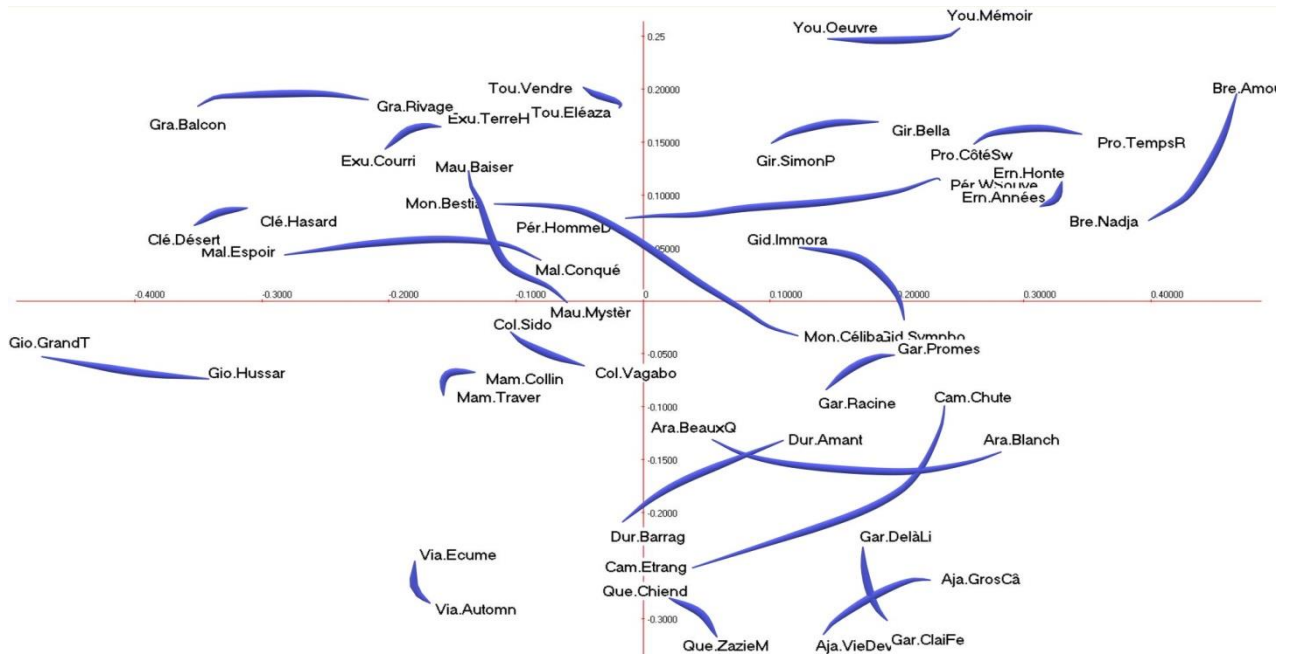 You.Oeuvre
You.Mémoir
0.25
Tou.Vendre
0.20000
Bre.Amou
Gra.Balcon
Gra.Rivage
Exu.TerreH
Tou.Eléaza
Gir.Bella
Pro.CôtéSw
Pro.TempsR
0.15000
Exu.Courri
Mau.Baiser
Gir.SimonP
Ern.Honte
Pér.WSouve
0.10000
Mon.Bestia
Ern.Années
Clé.Hasard
Pér.HommeD
Bre.Nadja
Clé.Désert
Mal.Espoir
0.05000
Gid.Immora
Mal.Conqué
-0.4000
-0.3000
-0.2000
-0.1000
0
0.10000
0.20000
0.30000
0.40000
Mau.Mystèr
Col.Sido
Mon.Céliba
Gid.Sympho
Gio.GrandT
Gar.Promes
-0.0500
Gio.Hussar
Mam.Collin
Col.Vagabo
Mam.Traver
Gar.Racine
Cam.Chute
-0.1000
Ara.BeauxQ
Dur.Amant
Ara.Blanch
-0.1500
-0.2000
Dur.Barrag
Gar.DelàLi
Via.Ecume
Cam.Etrang
Aja.GrosCâ
Que.Chiend
Via.Automn
-0.3000
Que.ZazieM
Aja.VieDev
Gar.ClaiFe